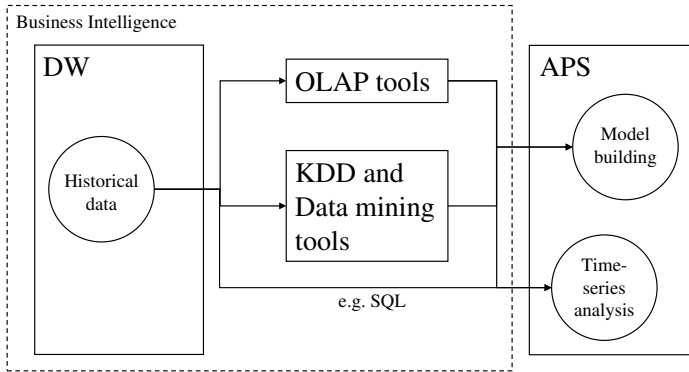 Business Intelligence
DW
Historical
data
OLAP tools
KDD and
Data mining
tools
e.g. SQL
APS
Model
building
Time-
series
analysis